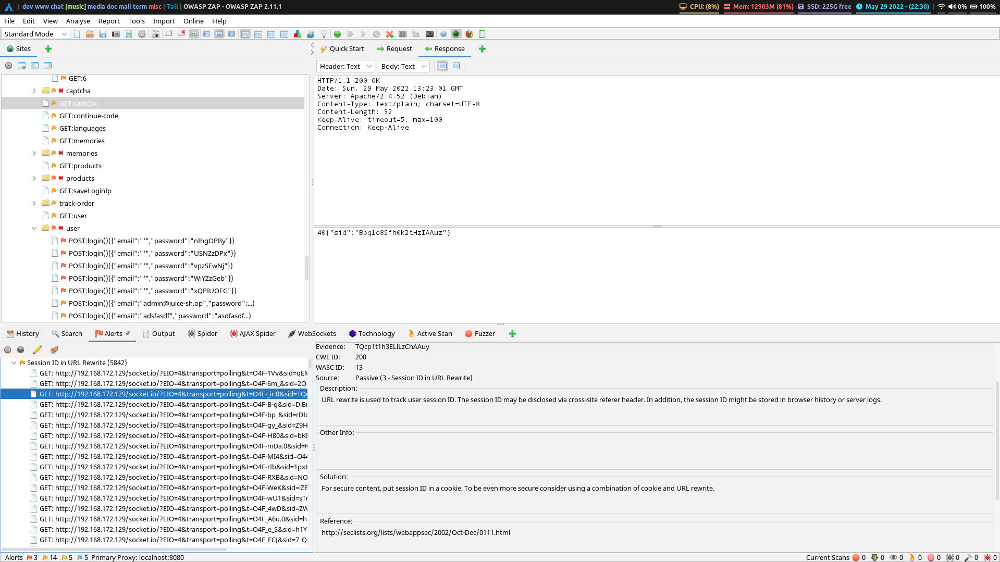 | dev www chat [music] media doc mail term misc | Tall | OWASP ZAP - OWASP ZAP 2.11.1
CPU: (8%) Mem: 12903M (81%) SSD: 225G free May 29 2022 - (22:30) | 0% 100%
File Edit View Analyse Report Tools Import Online Help
Standard Mode
Sites
Quick Start Request Response
Header: Text Body: Text
GET:6
captcha
GET:captcha
GET:continue-code
GET:languages
GET:memories
memories
GET:products
products
GET:saveLoginIp
track-order
GET:user
user
POST:login()({"email":"'","password":"nIhgOPBy"})
POST:login()({"email":"'","password":"USNZzDPx"})
POST:login()({"email":"'","password":"vpzSEwNj"})
POST:login()({"email":"'","password":"WiYZzGeb"})
POST:login()({"email":"'","password":"xQPIUOEG"})
POST:login()({"email":"admin@juice-sh.op","password":...)
POST:login()({"email":"adsfasdf","password":"asdfasdf...)
HTTP/1.1 200 OK
Date: Sun, 29 May 2022 13:23:01 GMT
Server: Apache/2.4.52 (Debian)
Content-Type: text/plain; charset=UTF-8
Content-Length: 32
Keep-Alive: timeout=5, max=100
Connection: Keep-Alive
40{"sid":"Bpq1o8Sfh0k2tHzIAAuz"}
History Search Alerts Output Spider AJAX Spider WebSockets Technology Active Scan Fuzzer
Session ID in URL Rewrite (5842)
GET: http://192.168.172.129/socket.io/?EIO=4&transport=polling&t=O4F-1Vv&sid=qEM
GET: http://192.168.172.129/socket.io/?EIO=4&transport=polling&t=O4F-6m_&sid=2O
GET: http://192.168.172.129/socket.io/?EIO=4&transport=polling&t=O4F-_ir.0&sid=TQc
GET: http://192.168.172.129/socket.io/?EIO=4&transport=polling&t=O4F-B-g&sid=DjBr
GET: http://192.168.172.129/socket.io/?EIO=4&transport=polling&t=O4F-bp_&sid=rDIc
GET: http://192.168.172.129/socket.io/?EIO=4&transport=polling&t=O4F-gy_&sid=Z9H
GET: http://192.168.172.129/socket.io/?EIO=4&transport=polling&t=O4F-H80&sid=bKF
GET: http://192.168.172.129/socket.io/?EIO=4&transport=polling&t=O4F-mDa.0&sid=K
GET: http://192.168.172.129/socket.io/?EIO=4&transport=polling&t=O4F-MI4&sid=O44
GET: http://192.168.172.129/socket.io/?EIO=4&transport=polling&t=O4F-rIb&sid=1pxK
GET: http://192.168.172.129/socket.io/?EIO=4&transport=polling&t=O4F-RXB&sid=NO
GET: http://192.168.172.129/socket.io/?EIO=4&transport=polling&t=O4F-WeK&sid=lZE
GET: http://192.168.172.129/socket.io/?EIO=4&transport=polling&t=O4F-wU1&sid=sTr
GET: http://192.168.172.129/socket.io/?EIO=4&transport=polling&t=O4F_4wD&sid=ZW
GET: http://192.168.172.129/socket.io/?EIO=4&transport=polling&t=O4F_A6u.0&sid=h
GET: http://192.168.172.129/socket.io/?EIO=4&transport=polling&t=O4F_e_S&sid=h1Y
GET: http://192.168.172.129/socket.io/?EIO=4&transport=polling&t=O4F_FCJ&sid=7_Q
Evidence: TQcp1t1h3ELlLzChAAuy
CWE ID: 200
WASC ID: 13
Source: Passive (3 - Session ID in URL Rewrite)
Description:
URL rewrite is used to track user session ID. The session ID may be disclosed via cross-site referer header. In addition, the session ID might be stored in browser history or server logs.
Other Info:
Solution:
For secure content, put session ID in a cookie. To be even more secure consider using a combination of cookie and URL rewrite.
Reference:
http://seclists.org/lists/webappsec/2002/Oct-Dec/0111.html
Alerts 3 14 5 5 Primary Proxy: localhost:8080
Current Scans 0 0 0 0 0 0 0 0